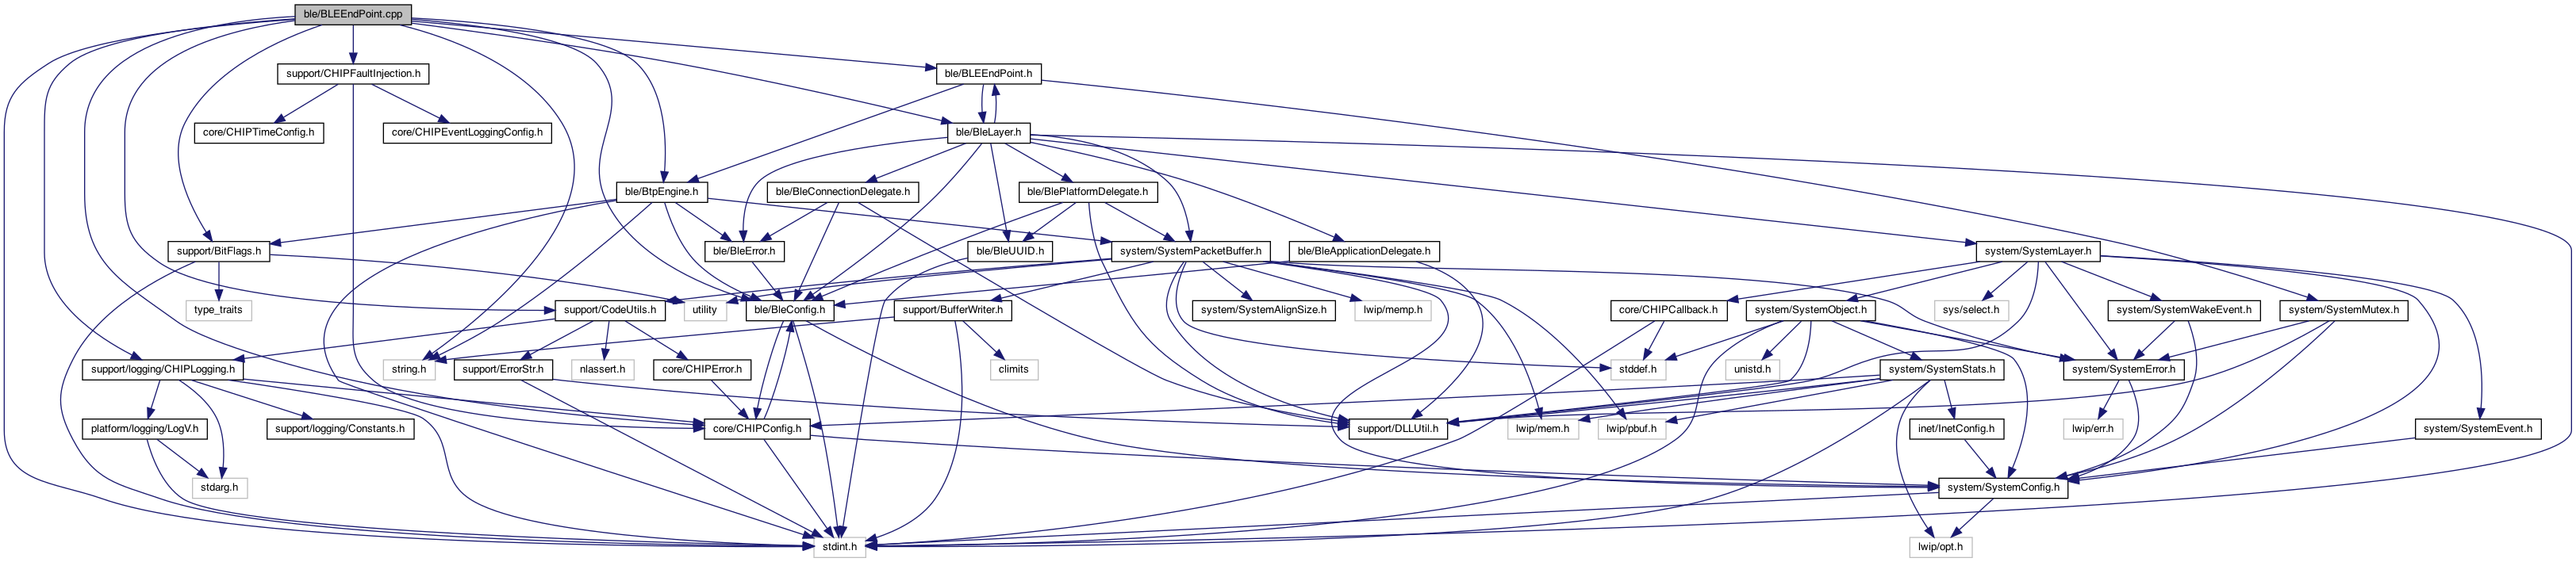 ble/BLEEndPoint.cpp
support/CHIPFaultInjection.h
ble/BLEEndPoint.h
core/CHIPTimeConfig.h
core/CHIPEventLoggingConfig.h
ble/BleLayer.h
ble/BtpEngine.h
ble/BleConnectionDelegate.h
ble/BlePlatformDelegate.h
support/BitFlags.h
ble/BleError.h
ble/BleUUID.h
system/SystemPacketBuffer.h
ble/BleApplicationDelegate.h
system/SystemLayer.h
type_traits
support/CodeUtils.h
utility
ble/BleConfig.h
support/BufferWriter.h
system/SystemAlignSize.h
lwip/memp.h
core/CHIPCallback.h
system/SystemObject.h
sys/select.h
system/SystemWakeEvent.h
system/SystemMutex.h
support/logging/CHIPLogging.h
string.h
support/ErrorStr.h
nlassert.h
core/CHIPError.h
climits
stddef.h
unistd.h
system/SystemStats.h
system/SystemError.h
platform/logging/LogV.h
support/logging/Constants.h
core/CHIPConfig.h
support/DLLUtil.h
lwip/mem.h
lwip/pbuf.h
inet/InetConfig.h
lwip/err.h
system/SystemEvent.h
stdarg.h
system/SystemConfig.h
stdint.h
lwip/opt.h